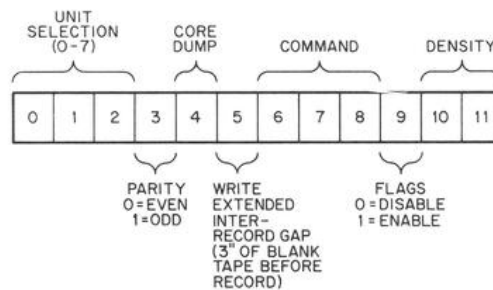 UNIT
SELECTION
(0-7)
CORE
DUMP
COMMAND
DENSITY
0 1 2 3 4 5 6 7 8 9 10 11
PARITY
0=EVEN
1=ODD
WRITE
EXTENDED
INTER-
RECORD GAP
(3" OF BLANK
TAPE BEFORE
RECORD)
FLAGS
0=DISABLE
1=ENABLE